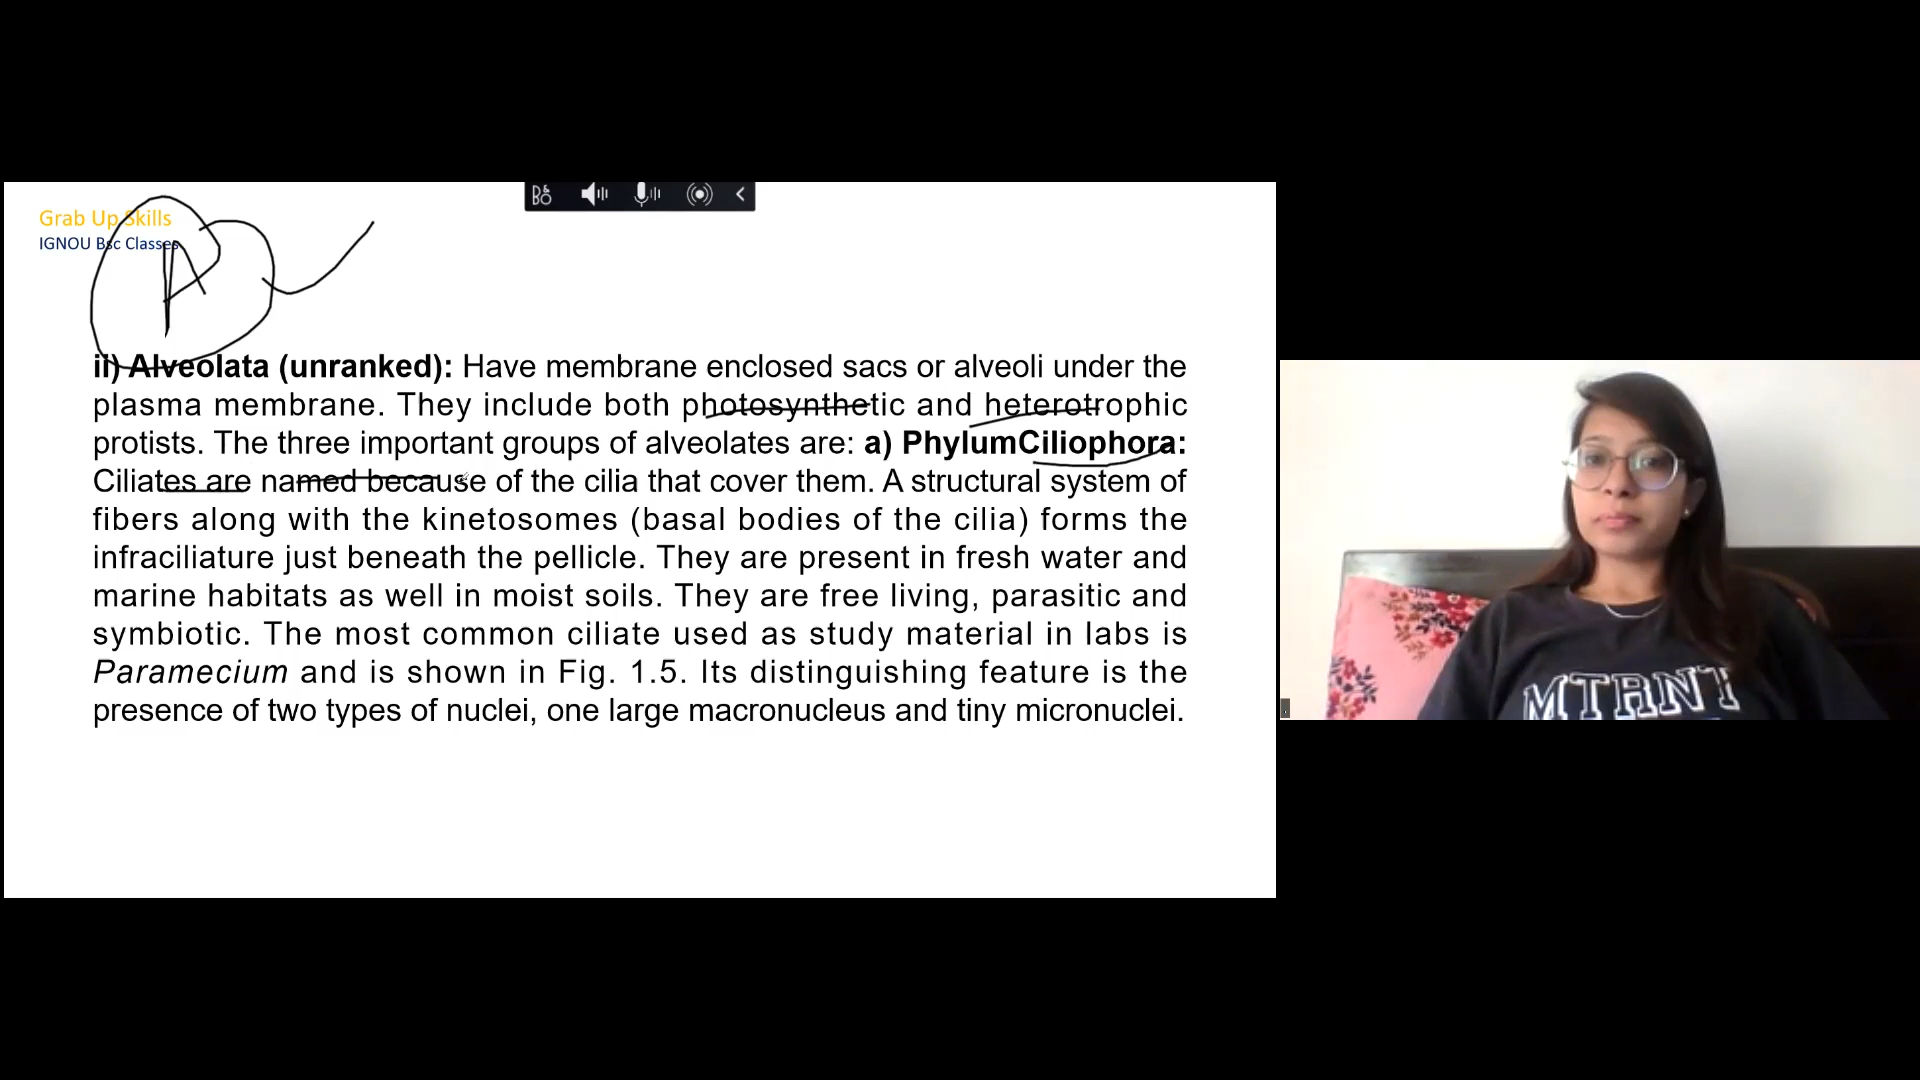 Grab Up Skills
IGNOU Bsc Classes
A
ii) Alveolata (unranked): Have membrane enclosed sacs or alveoli under the
plasma membrane. They include both photosynthetic and heterotrophic
protists. The three important groups of alveolates are: a) PhylumCiliophora:
Ciliates are named because of the cilia that cover them. A structural system of
fibers along with the kinetosomes (basal bodies of the cilia) forms the
infraciliature just beneath the pellicle. They are present in fresh water and
marine habitats as well in moist soils. They are free living, parasitic and
symbiotic. The most common ciliate used as study material in labs is
Paramecium and is shown in Fig. 1.5. Its distinguishing feature is the
presence of two types of nuclei, one large macronucleus and tiny micronuclei.
MTRNT